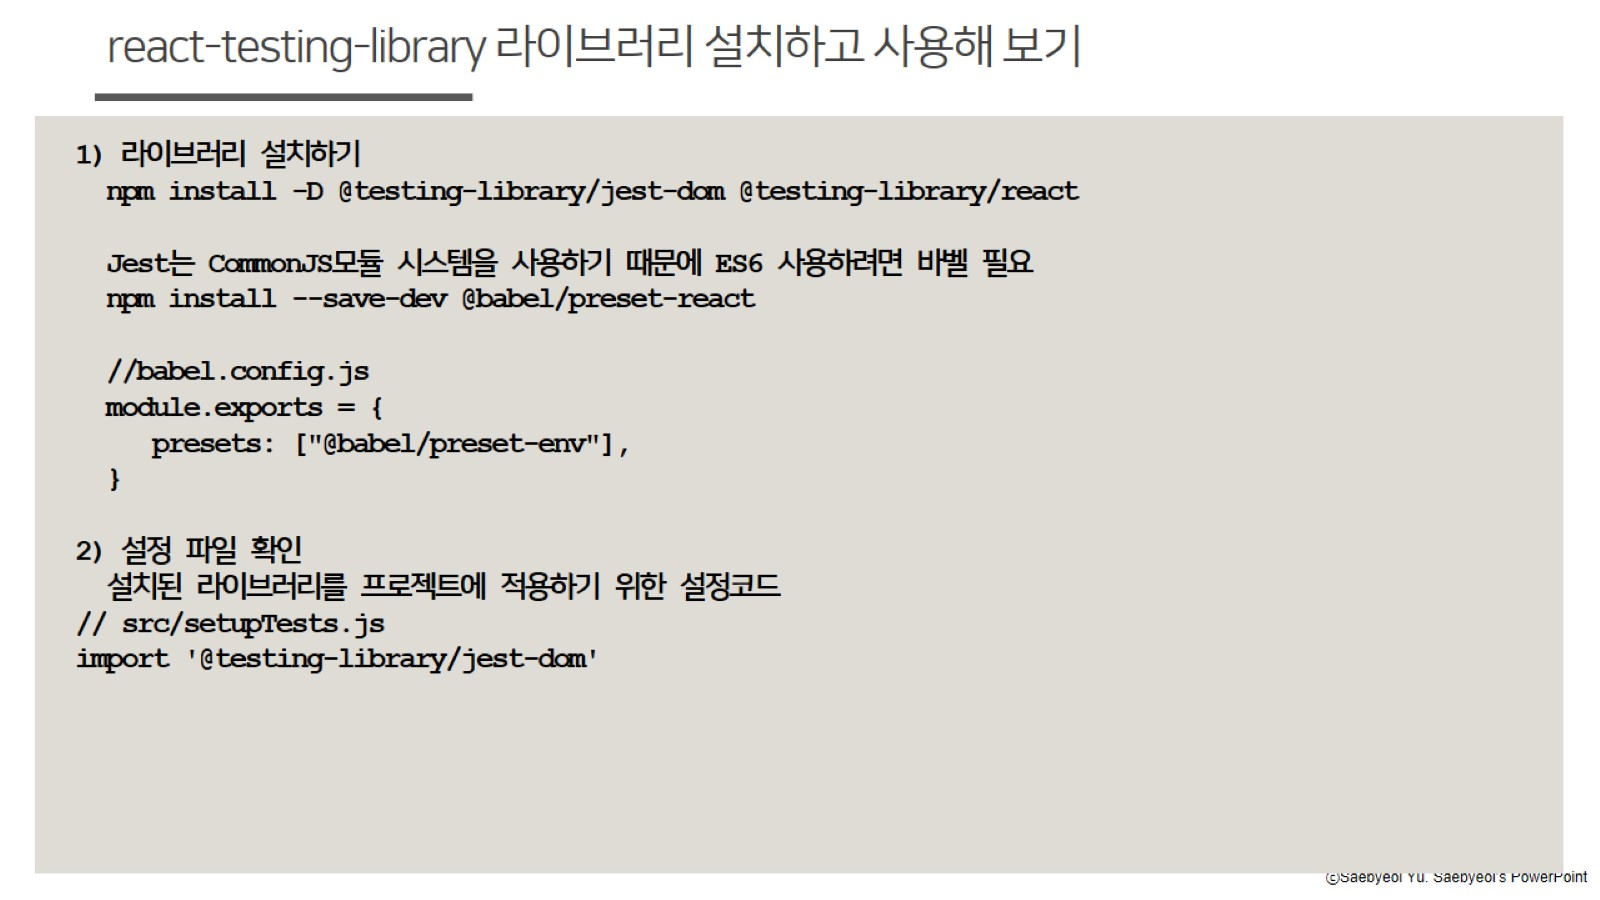 react-testing-library 라이브러리 설치하고 사용해 보기
1) 라이브러리 설치하기
npm install -D @testing-library/jest-dom @testing-library/react
Jest는 CommonJS모듈 시스템을 사용하기 때문에 ES6 사용하려면 바벨 필요
npm install --save-dev @babel/preset-react
//babel.config.js
module.exports = {
presets: ["@babel/preset-env"],
}
2) 설정 파일 확인
설치된 라이브러리를 프로젝트에 적용하기 위한 설정코드
// src/setupTests.js
import '@testing-library/jest-dom'
ⓒSaebyeol Yu. Saebyeol's PowerPoint